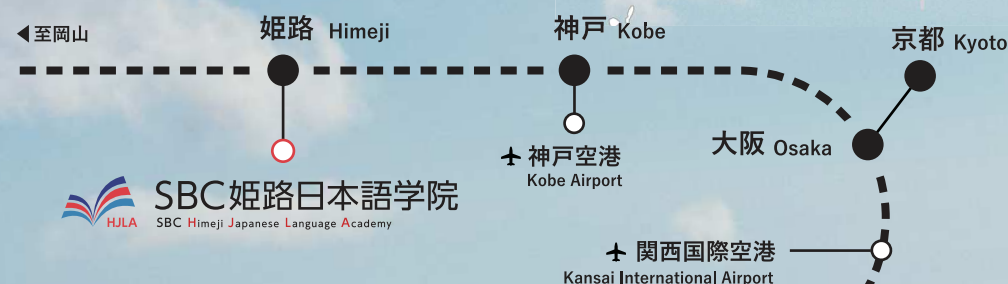 至岡山
姫路 Himeji
神戸 Kobe
京都 Kyoto
大阪 Osaka
神戸空港
Kobe Airport
SBC姫路日本語学院
HJLA
SBC Himeji Japanese Language Academy
関西国際空港
Kansai International Airport